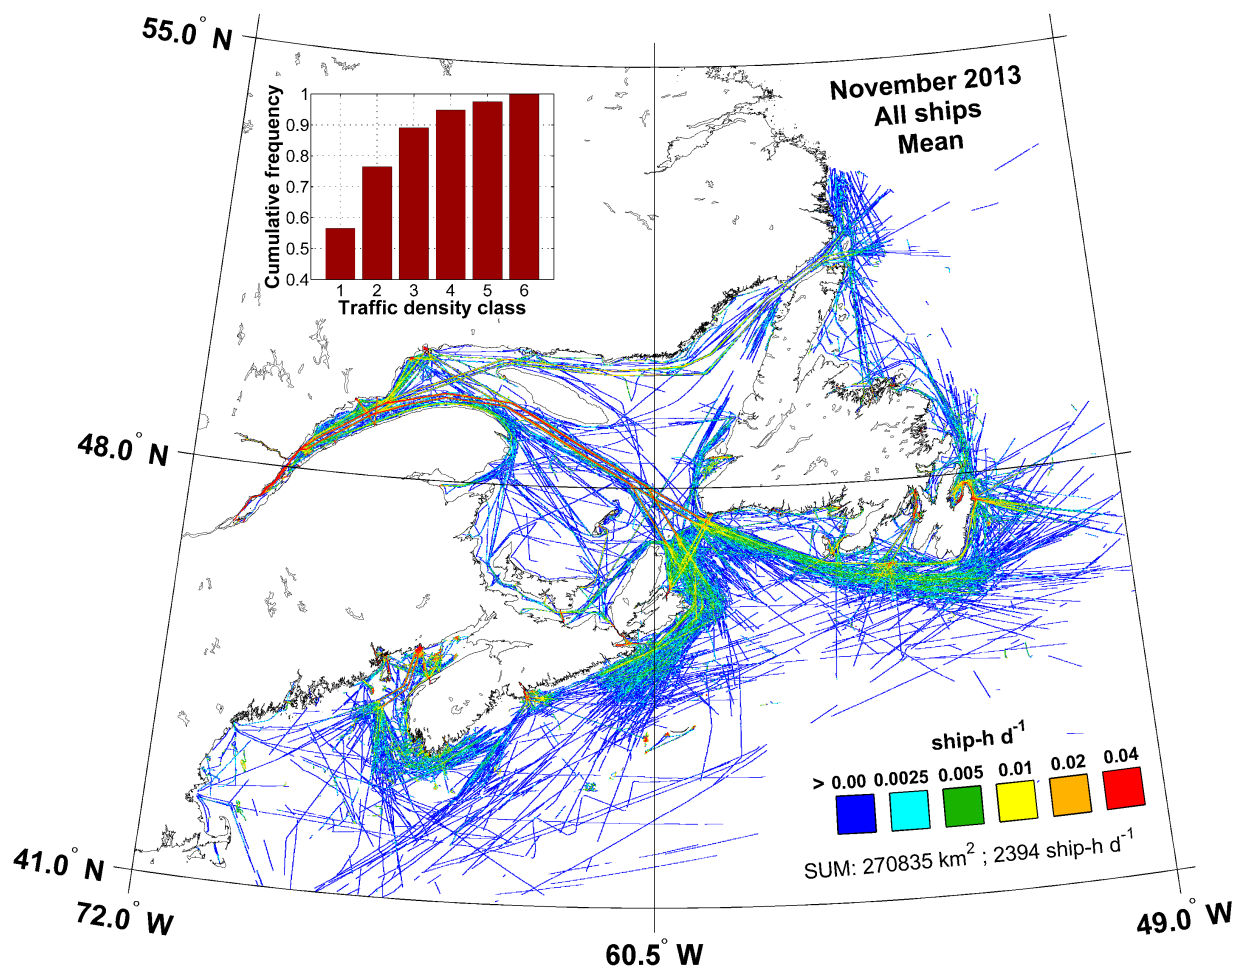 55.0° N
November 2013
All ships
Mean
Cumulative frequency
1
0.9
0.8
0.7
0.6
0.5
0.4
1 2 3 4 5 6
Traffic density class
48.0° N
ship-h d⁻¹
> 0.00 0.0025 0.005 0.01 0.02 0.04
SUM: 270835 km² ; 2394 ship-h d⁻¹
41.0° N
72.0° W
60.5° W
49.0° W